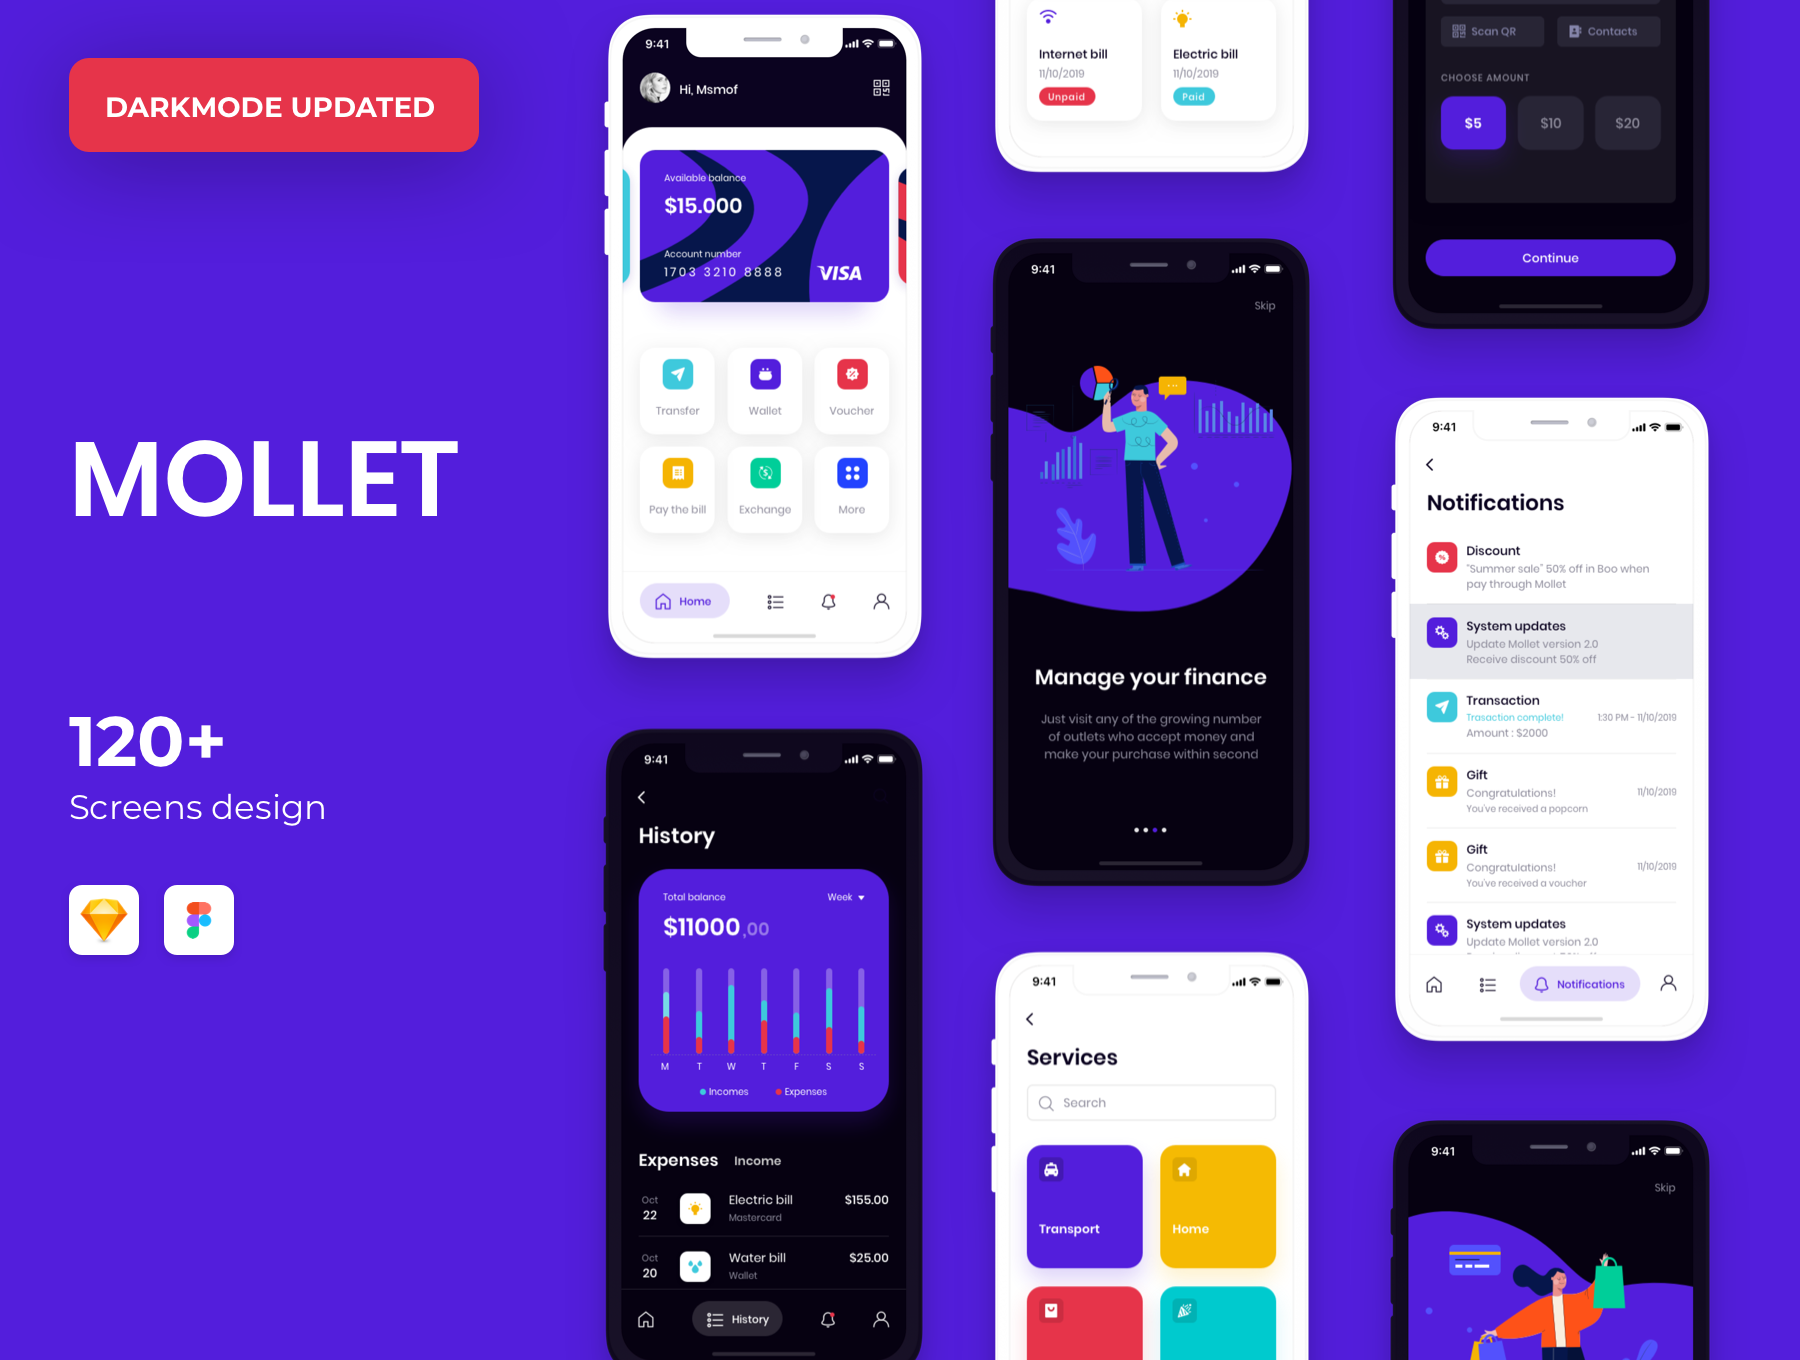 DARKMODE UPDATED
MOLLET
120+
Screens design
9:41
Hi, Msmof
Available balance
$15.000
Account number
1703 3210 8888
VISA
Transfer
Wallet
Voucher
Pay the bill
Exchange
More
Home
9:41
History
Total balance
Week
$11000,00
M T W T F S S
Incomes
Expenses
Expenses
Income
Oct
22
Electric bill
Mastercard
$155.00
Oct
20
Water bill
Wallet
$25.00
History
Internet bill
11/10/2019
Unpaid
Electric bill
11/10/2019
Paid
9:41
Skip
Manage your finance
Just visit any of the growing number
of outlets who accept money and
make your purchase within second
9:41
Services
Search
Transport
Home
Scan QR
Contacts
CHOOSE AMOUNT
$5
$10
$20
Continue
9:41
Notifications
Discount
"Summer sale" 50% off in Boo when
pay through Mollet
System updates
Update Mollet version 2.0
Receive discount 50% off
Transaction
Trasaction complete!
1:30 PM - 11/10/2019
Amount : $2000
Gift
Congratulations!
11/10/2019
You've received a popcorn
Gift
Congratulations!
11/10/2019
You've received a voucher
System updates
Update Mollet version 2.0
Notifications
9:41
Skip